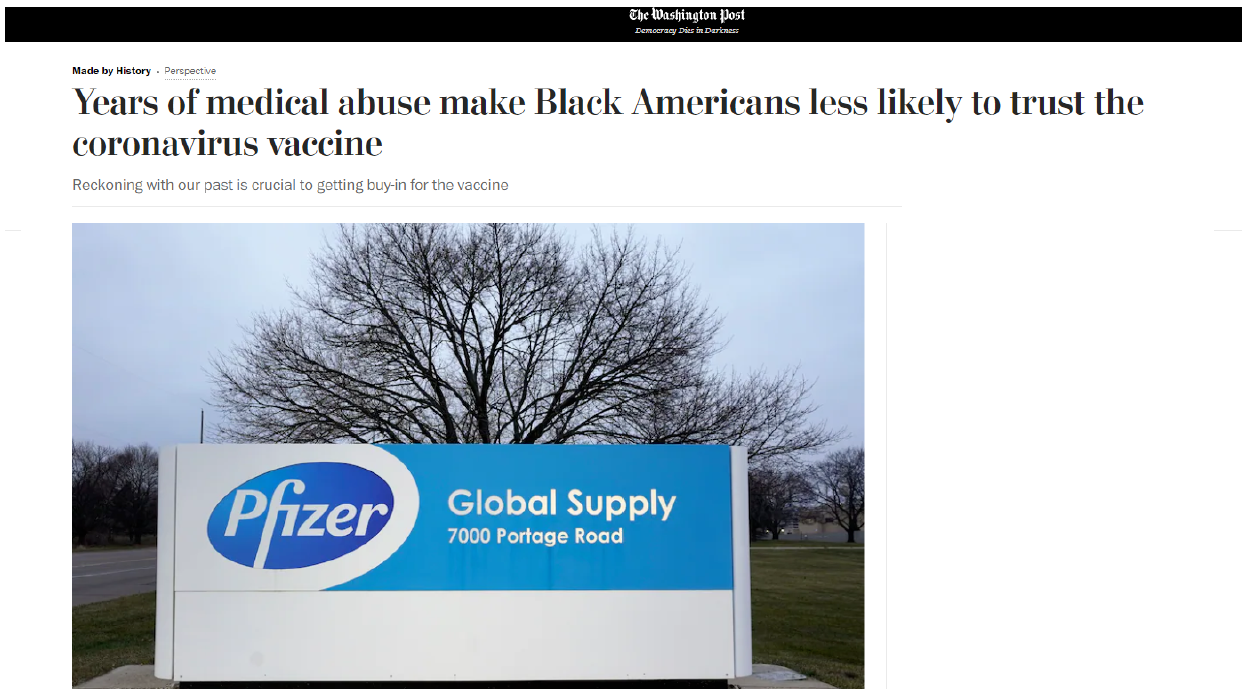 The Washington Post
Democracy Dies in Darkness
Made by History • Perspective
Years of medical abuse make Black Americans less likely to trust the
coronavirus vaccine
Reckoning with our past is crucial to getting buy-in for the vaccine
Pfizer
Global Supply
7000 Portage Road